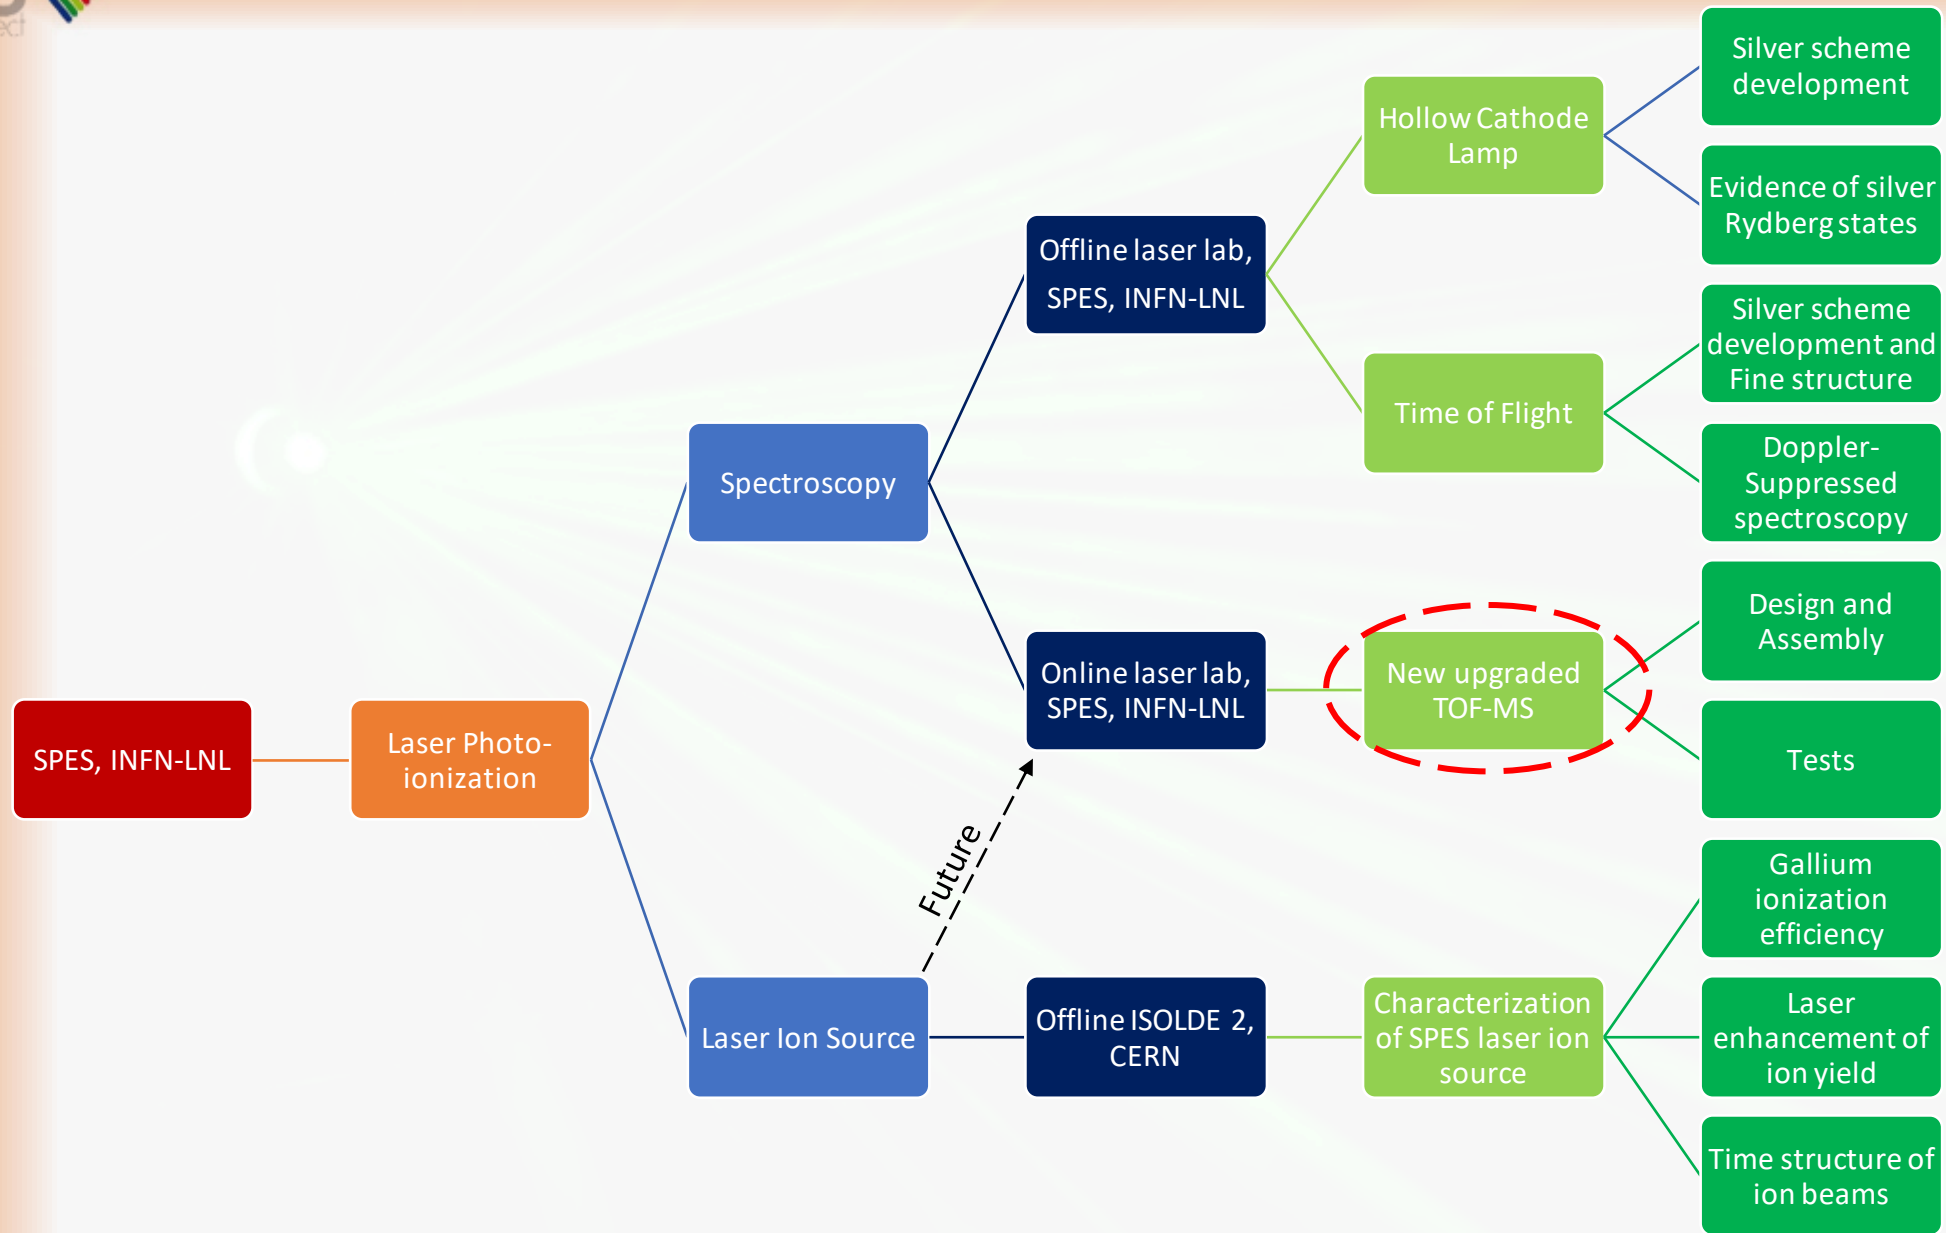 ect
SPES, INFN-LNL
Laser Photo-
ionization
Spectroscopy
Laser Ion Source
Future
Offline laser lab,
SPES, INFN-LNL
Online laser lab,
SPES, INFN-LNL
Offline ISOLDE 2,
CERN
Hollow Cathode
Lamp
Time of Flight
New upgraded
TOF-MS
Characterization
of SPES laser ion
source
Silver scheme
development
Evidence of silver
Rydberg states
Silver scheme
development and
Fine structure
Doppler-
Suppressed
spectroscopy
Design and
Assembly
Tests
Gallium
ionization
efficiency
Laser
enhancement of
ion yield
Time structure of
ion beams